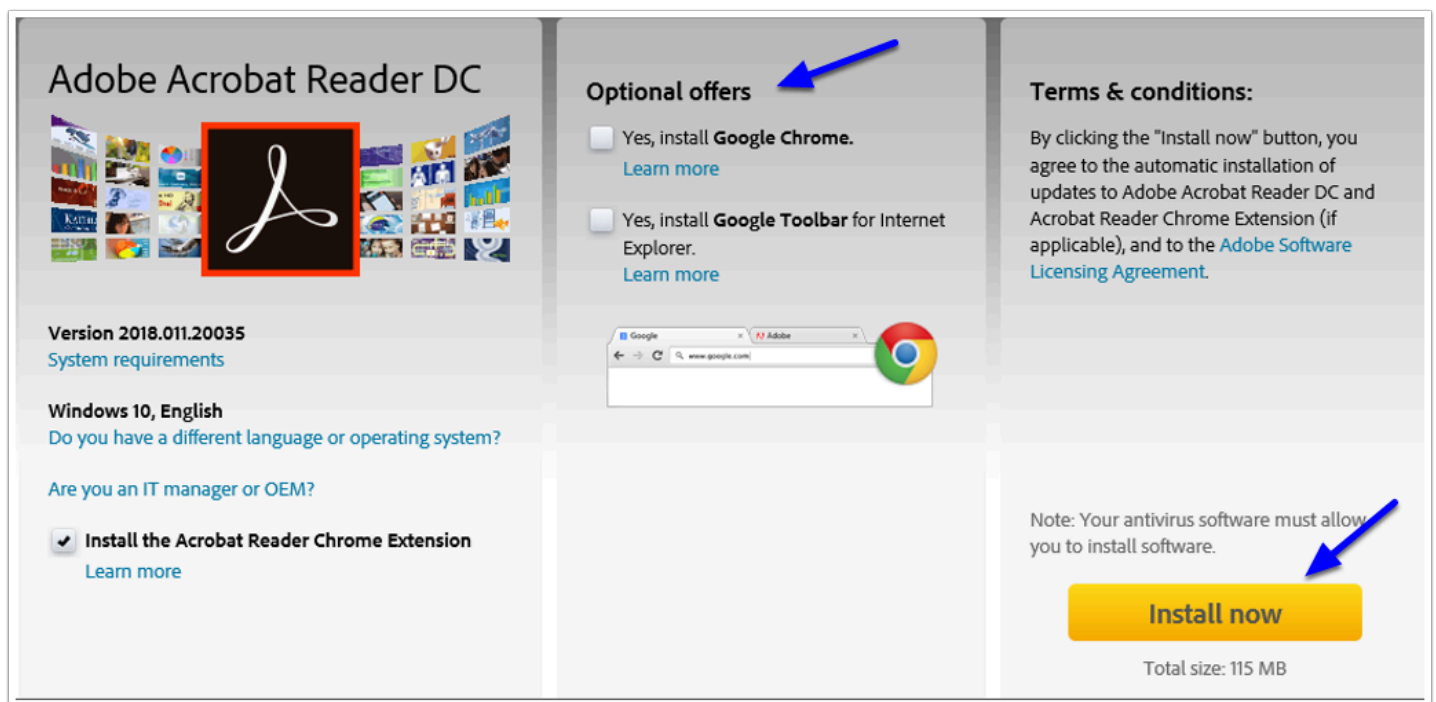 Adobe Acrobat Reader DC
Version 2018.011.20035
System requirements
Windows 10, English
Do you have a different language or operating system?
Are you an IT manager or OEM?
Install the Acrobat Reader Chrome Extension
Learn more
Optional offers
Yes, install Google Chrome.
Learn more
Yes, install Google Toolbar for Internet
Explorer.
Learn more
Google
Adobe
www.google.com
Terms & conditions:
By clicking the "Install now" button, you
agree to the automatic installation of
updates to Adobe Acrobat Reader DC and
Acrobat Reader Chrome Extension (if
applicable), and to the Adobe Software
Licensing Agreement.
Note: Your antivirus software must allow
you to install software.
Install now
Total size: 115 MB